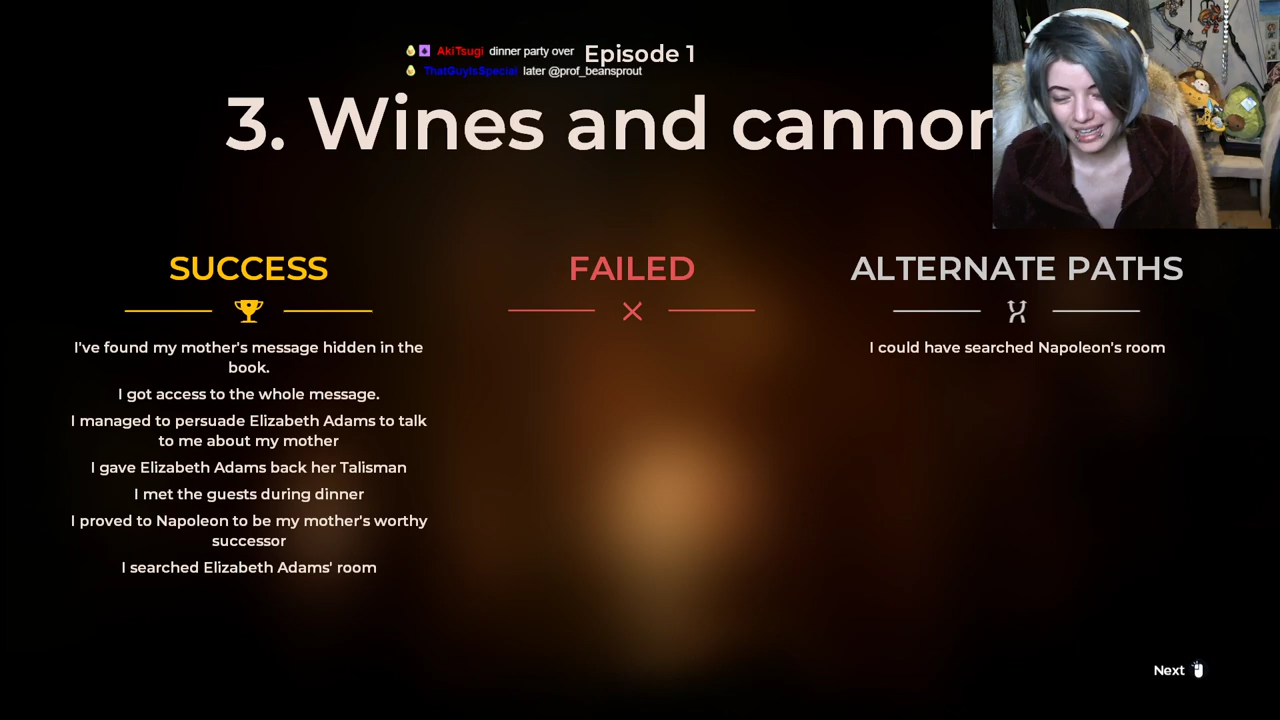 AkiTsugi dinner party over
ThatGuyIsSpecial later @prof_beansprout
Episode 1
3. Wines and cannon
SUCCESS
I've found my mother's message hidden in the
book.
I got access to the whole message.
I managed to persuade Elizabeth Adams to talk
to me about my mother
I gave Elizabeth Adams back her Talisman
I met the guests during dinner
I proved to Napoleon to be my mother's worthy
successor
I searched Elizabeth Adams' room
FAILED
ALTERNATE PATHS
I could have searched Napoleon's room
Next